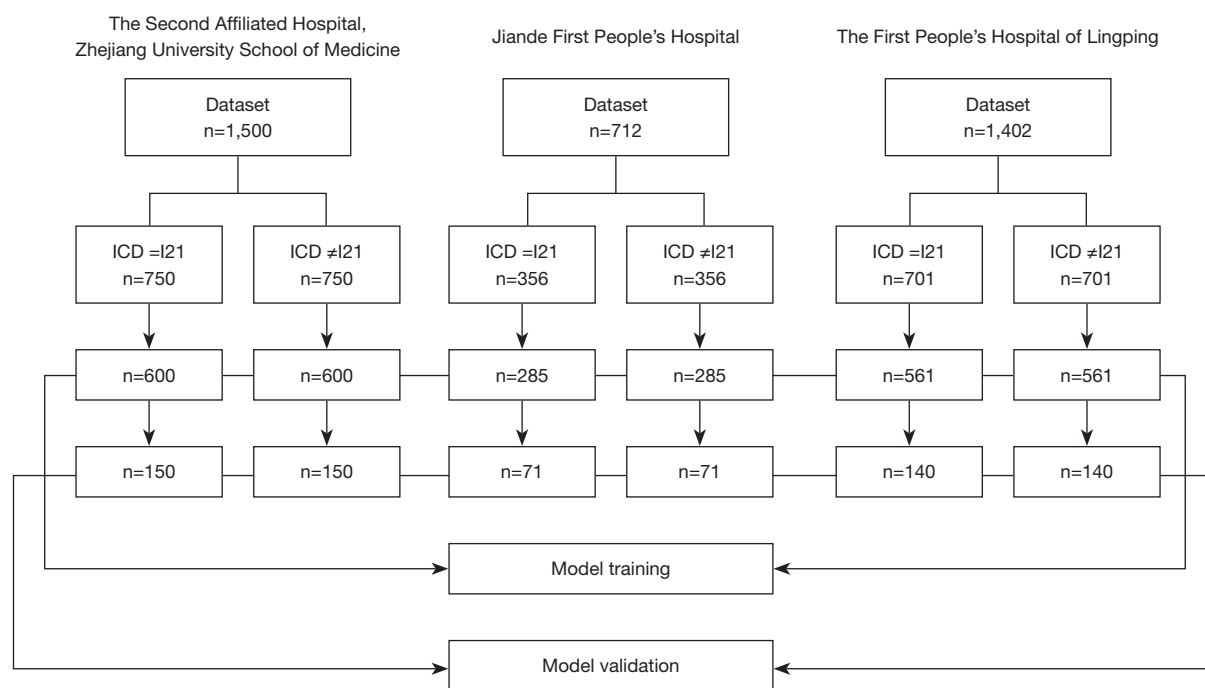 The Second Affiliated Hospital,
Zhejiang University School of Medicine
Jiande First People's Hospital
The First People's Hospital of Lingping
Dataset
n=1,500
Dataset
n=712
Dataset
n=1,402
ICD =I21
n=750
ICD ≠I21
n=750
ICD =I21
n=356
ICD ≠I21
n=356
ICD =I21
n=701
ICD ≠I21
n=701
n=600
n=600
n=285
n=285
n=561
n=561
n=150
n=150
n=71
n=71
n=140
n=140
Model training
Model validation